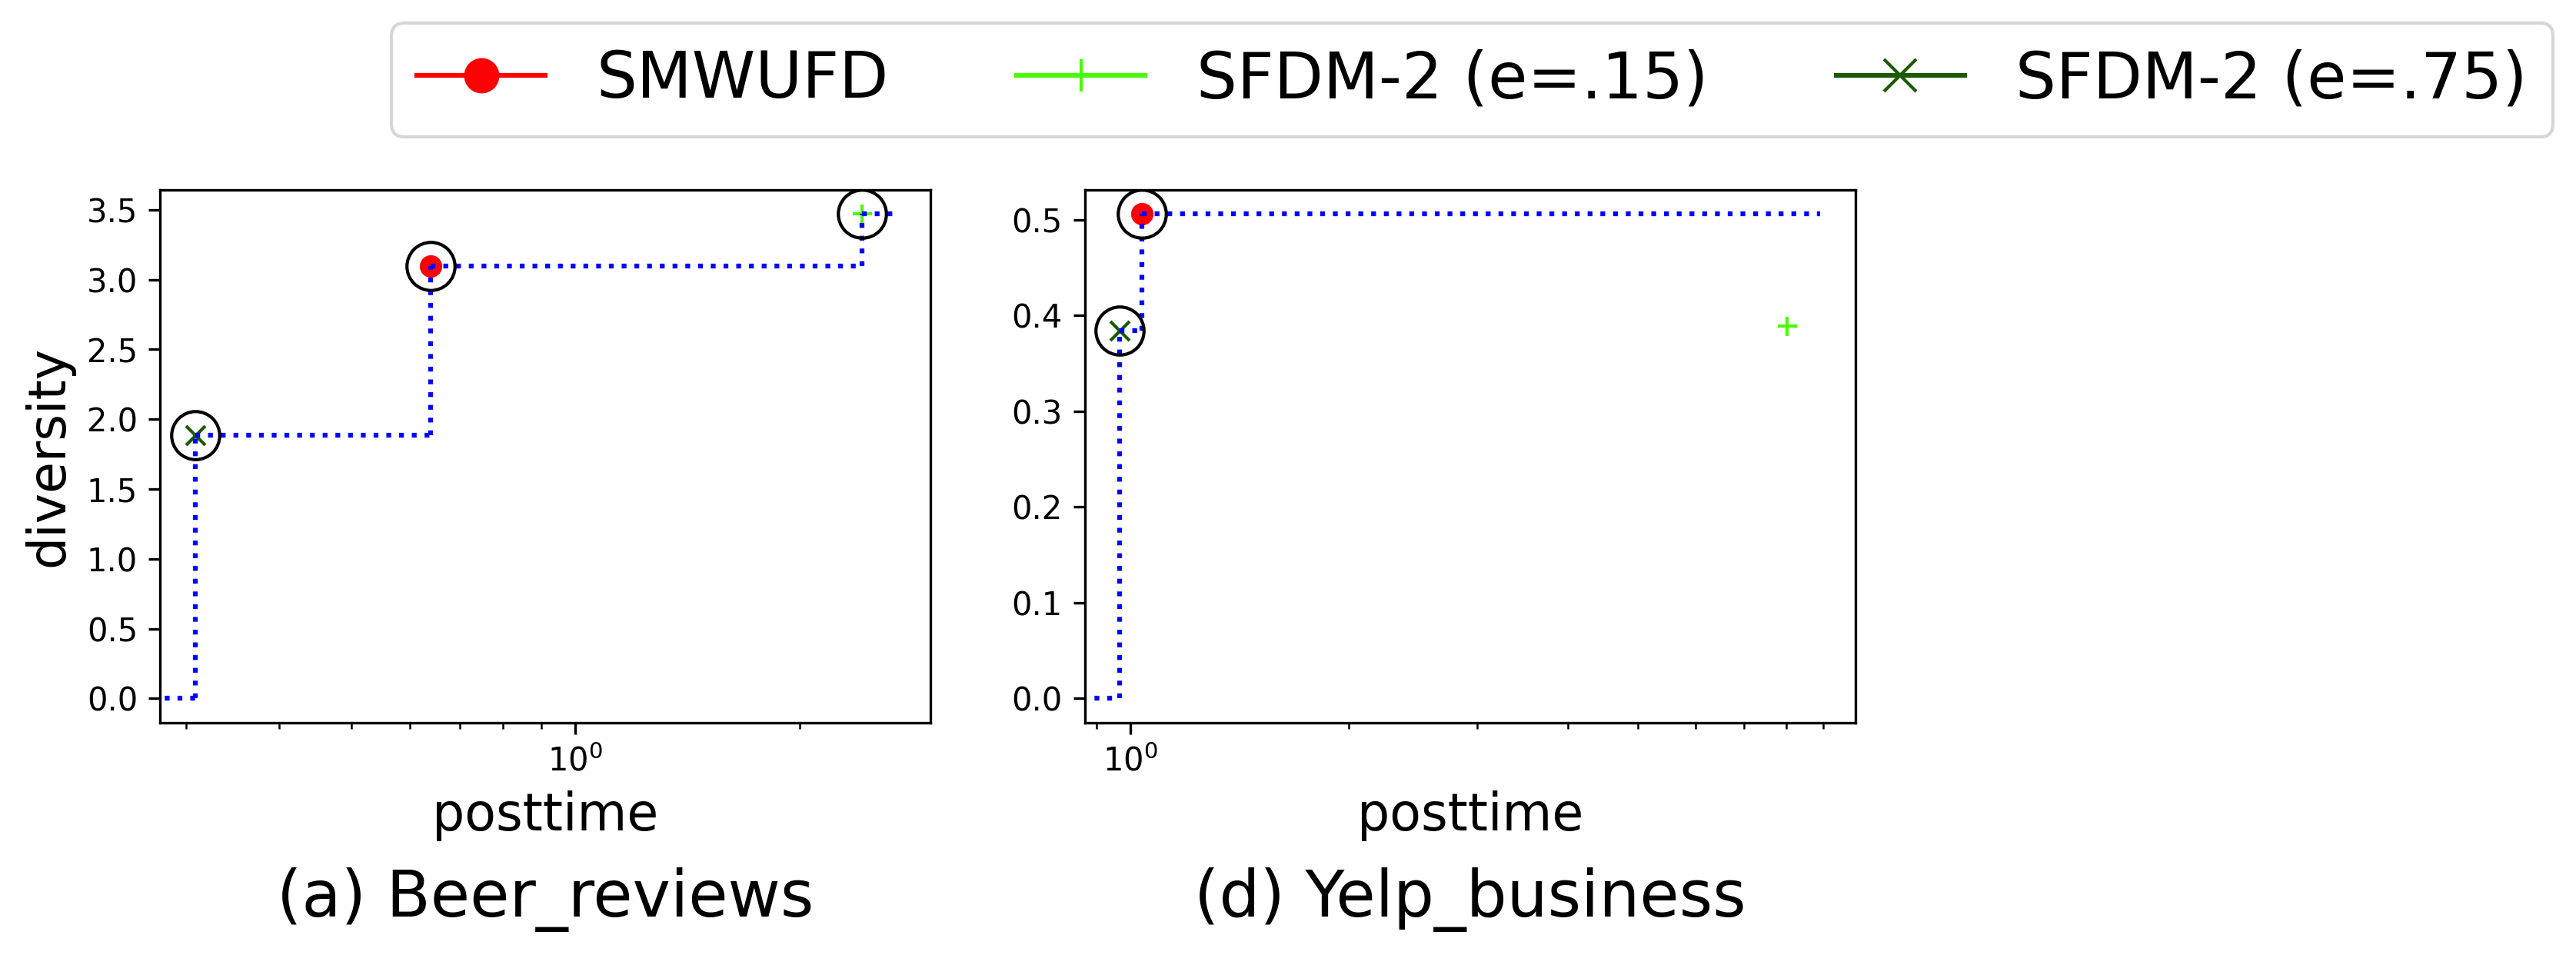 SMWUFD SFDM-2 (e=.15) SFDM-2 (e=.75)
diversity
3.5
3.0
2.5
2.0
1.5
1.0
0.5
0.0
10⁰
posttime
(a) Beer_reviews
0.5
0.4
0.3
0.2
0.1
0.0
10⁰
posttime
(d) Yelp_business